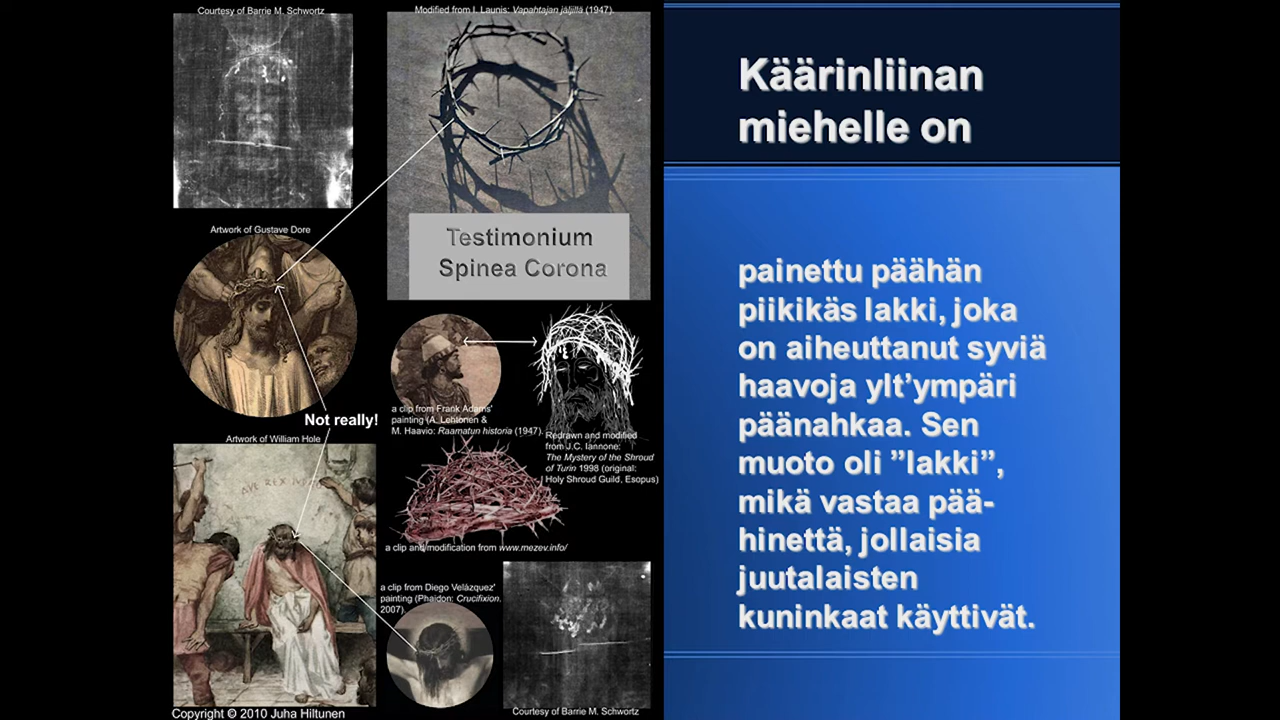 Courtesy of Barrie M. Schwortz
Modified from I. Launis: Vapahtajan jäljillä (1947).
Testimonium
Spinea Corona
Artwork of Gustave Dore
Not really!
a clip from Frank Adams'
painting (A. Lehtonen &
M. Haavio: Raamatun historia (1947).
Redrawn and modified
from J.C. Iannone:
The Mystery of the Shroud
of Turin 1998 (original:
Holy Shroud Guild, Esopus)
Artwork of William Hole
AVE REX
a clip and modification from www.mezev.info/
a clip from Diego Velázquez'
painting (Phaidon: Crucifixion.
2007).
Courtesy of Barrie M. Schwortz
Copyright © 2010 Juha Hiltunen
Käärinliinan
miehelle on
painettu päähän
piikikäs lakki, joka
on aiheuttanut syviä
haavoja ylt’ympäri
päänahkaa. Sen
muoto oli ”lakki”,
mikä vastaa pää-
hinettä, jollaisia
juutalaisten
kuninkaat käyttivät.